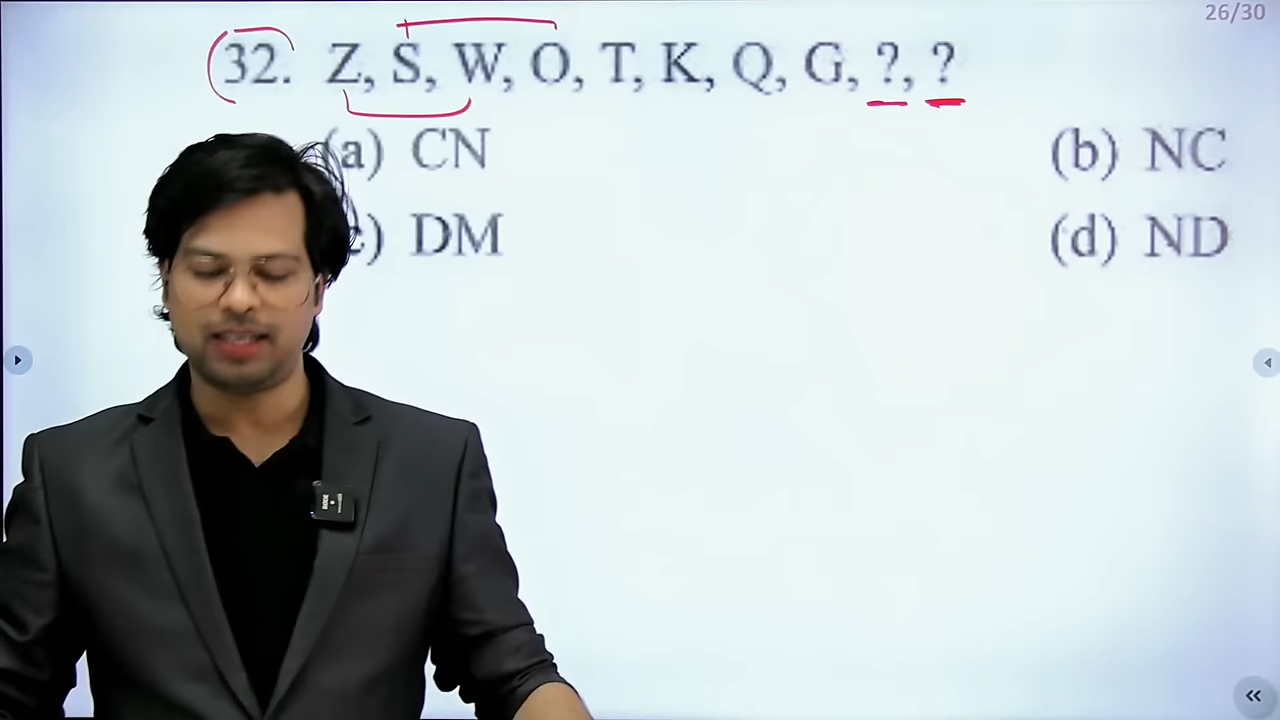 26/30
32. Z, S, W, O, T, K, Q, G, ?, ?
(a) CN (b) NC
c) DM (d) ND